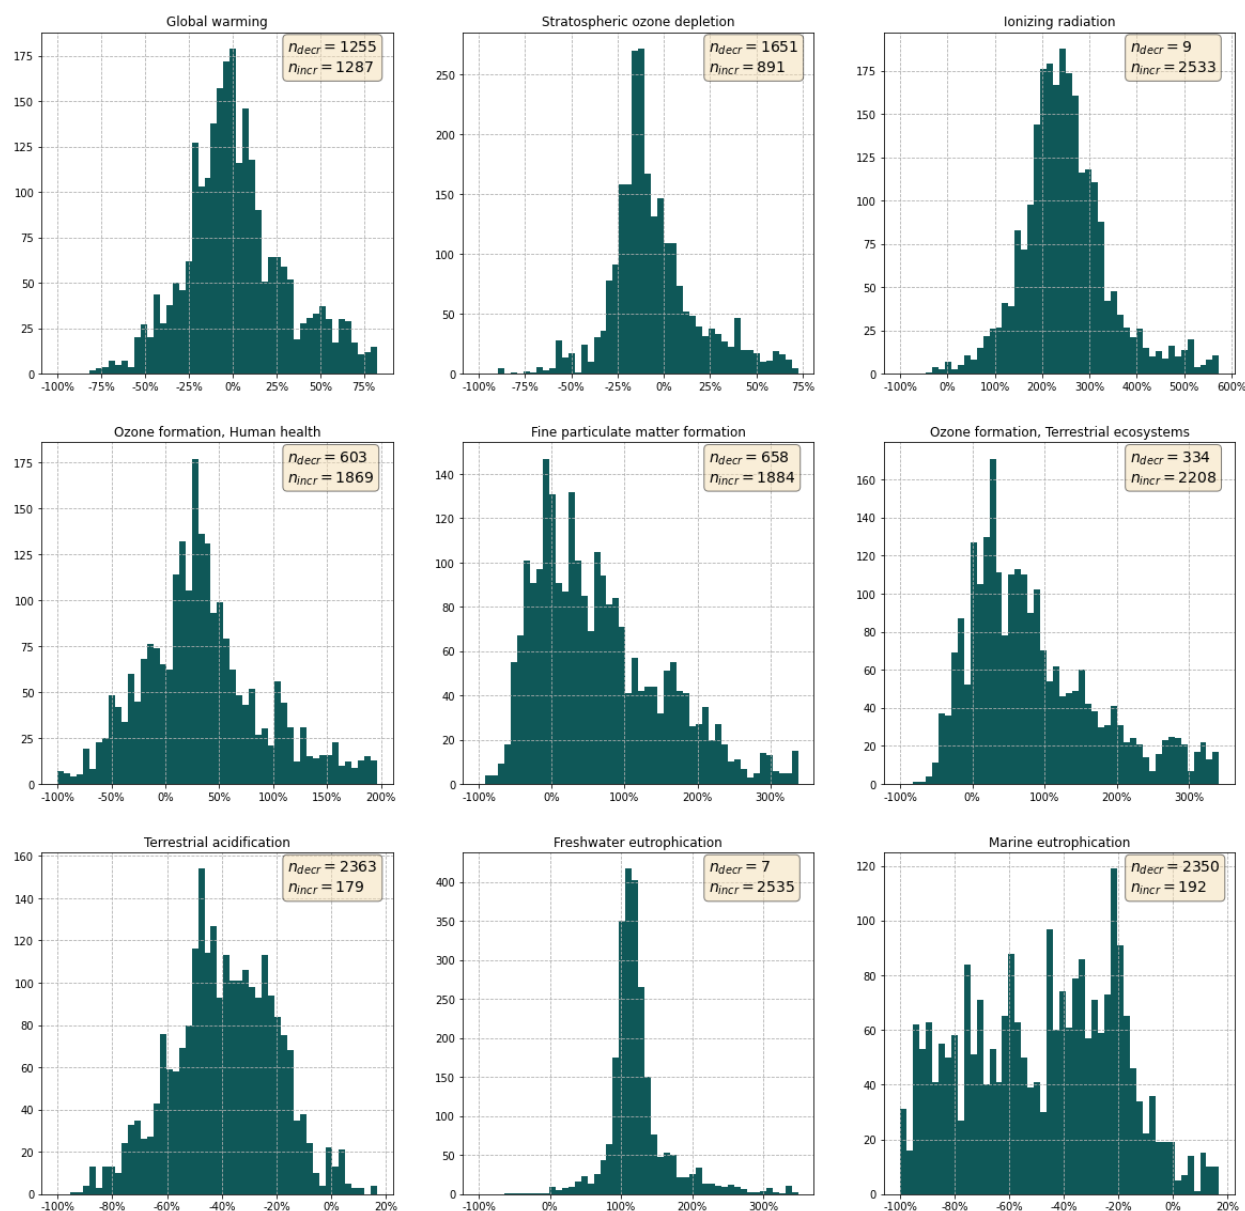 Global warming
n_decr = 1255
n_incr = 1287
175
150
125
100
75
50
25
0
-100% -75% -50% -25% 0% 25% 50% 75%
Stratospheric ozone depletion
n_decr = 1651
n_incr = 891
250
200
150
100
50
0
-100% -75% -50% -25% 0% 25% 50% 75%
Ionizing radiation
n_decr = 9
n_incr = 2533
175
150
125
100
75
50
25
0
-100% 0% 100% 200% 300% 400% 500% 600%
Ozone formation, Human health
n_decr = 603
n_incr = 1869
175
150
125
100
75
50
25
0
-100% -50% 0% 50% 100% 150% 200%
Fine particulate matter formation
n_decr = 658
n_incr = 1884
140
120
100
80
60
40
20
0
-100% 0% 100% 200% 300%
Ozone formation, Terrestrial ecosystems
n_decr = 334
n_incr = 2208
160
140
120
100
80
60
40
20
0
-100% 0% 100% 200% 300%
Terrestrial acidification
n_decr = 2363
n_incr = 179
160
140
120
100
80
60
40
20
0
-100% -80% -60% -40% -20% -0% 20%
Freshwater eutrophication
n_decr = 7
n_incr = 2535
400
350
300
250
200
150
100
50
0
-100% 0% 100% 200% 300%
Marine eutrophication
n_decr = 2350
n_incr = 192
120
100
80
60
40
20
0
-100% -80% -60% -40% -20% -0% 20%